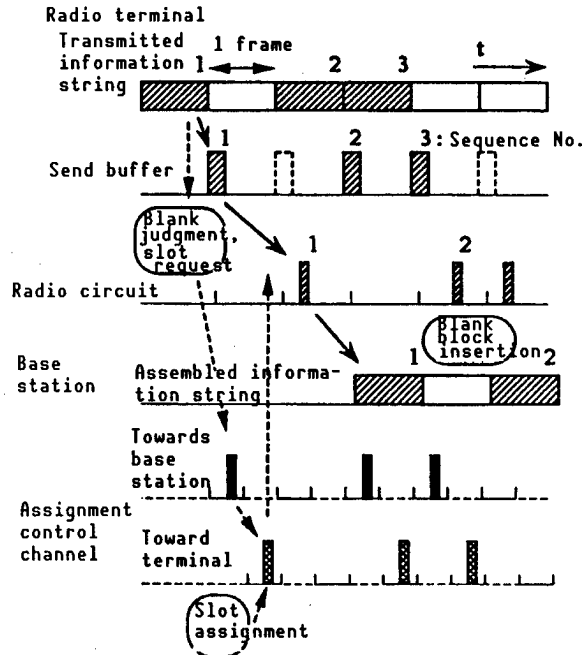 Radio terminal
Transmitted
information
string
1 frame
1
2
3
t
1
2
3: Sequence No.
Send buffer
Blank
judgment,
slot
request
1
2
Radio circuit
Blank
block
insertion
Base
station
Assembled informa-
tion string
1
2
Towards
base
station
Assignment
control
channel
Toward
terminal
Slot
assignment